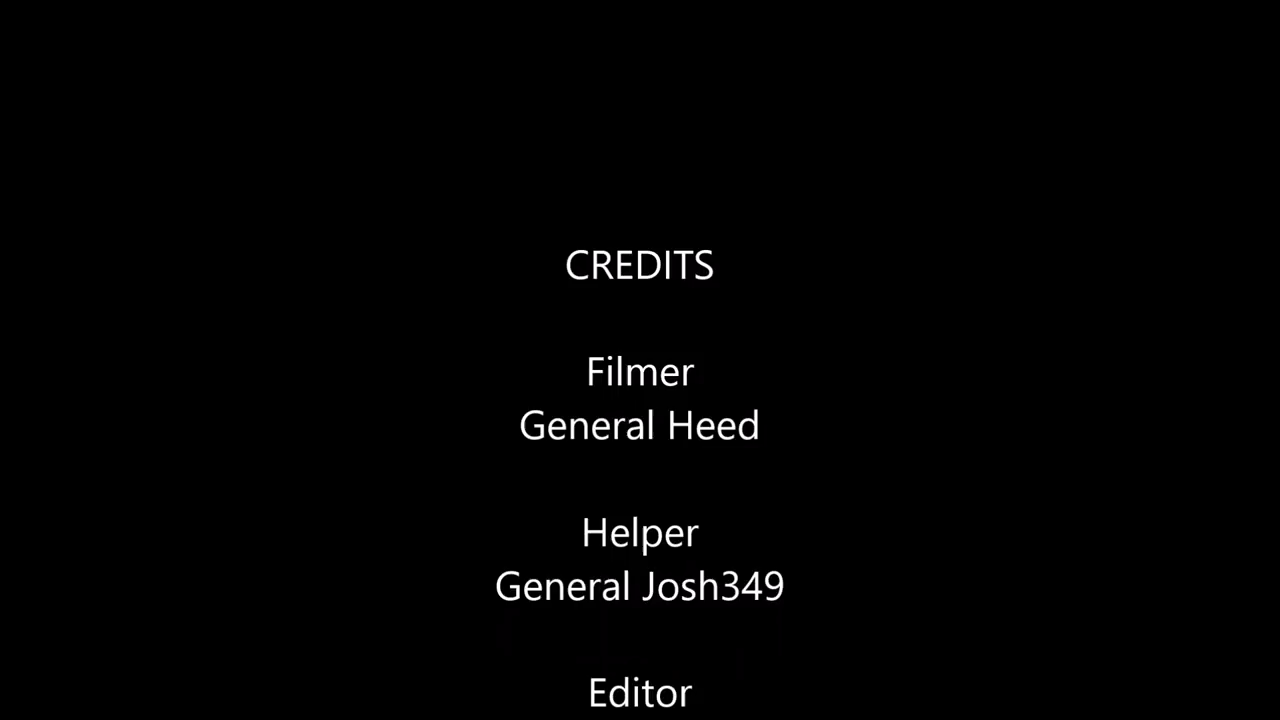 CREDITS
Filmer
General Heed
Helper
General Josh349
Editor